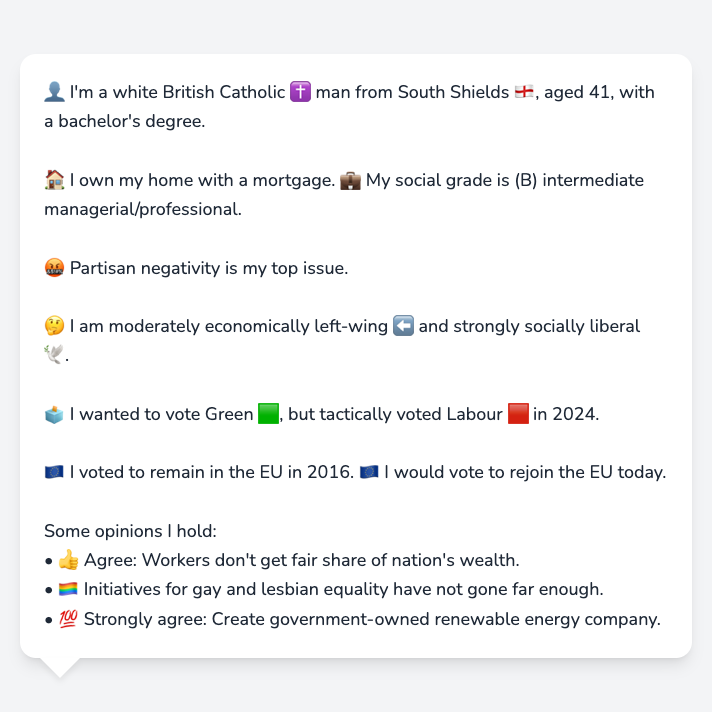 👤 I'm a white British Catholic ✝️ man from South Shields 🏴󠁧󠁢󠁥󠁮󠁧󠁿, aged 41, with
a bachelor's degree.
🏠 I own my home with a mortgage. 💼 My social grade is (B) intermediate
managerial/professional.
🤬 Partisan negativity is my top issue.
🤔 I am moderately economically left-wing ⬅️ and strongly socially liberal
🕊️.
🗳️ I wanted to vote Green 🟩, but tactically voted Labour 🟥 in 2024.
🇪🇺 I voted to remain in the EU in 2016. 🇪🇺 I would vote to rejoin the EU today.
Some opinions I hold:
• 👍 Agree: Workers don't get fair share of nation's wealth.
• 🏳️‍🌈 Initiatives for gay and lesbian equality have not gone far enough.
• 💯 Strongly agree: Create government-owned renewable energy company.